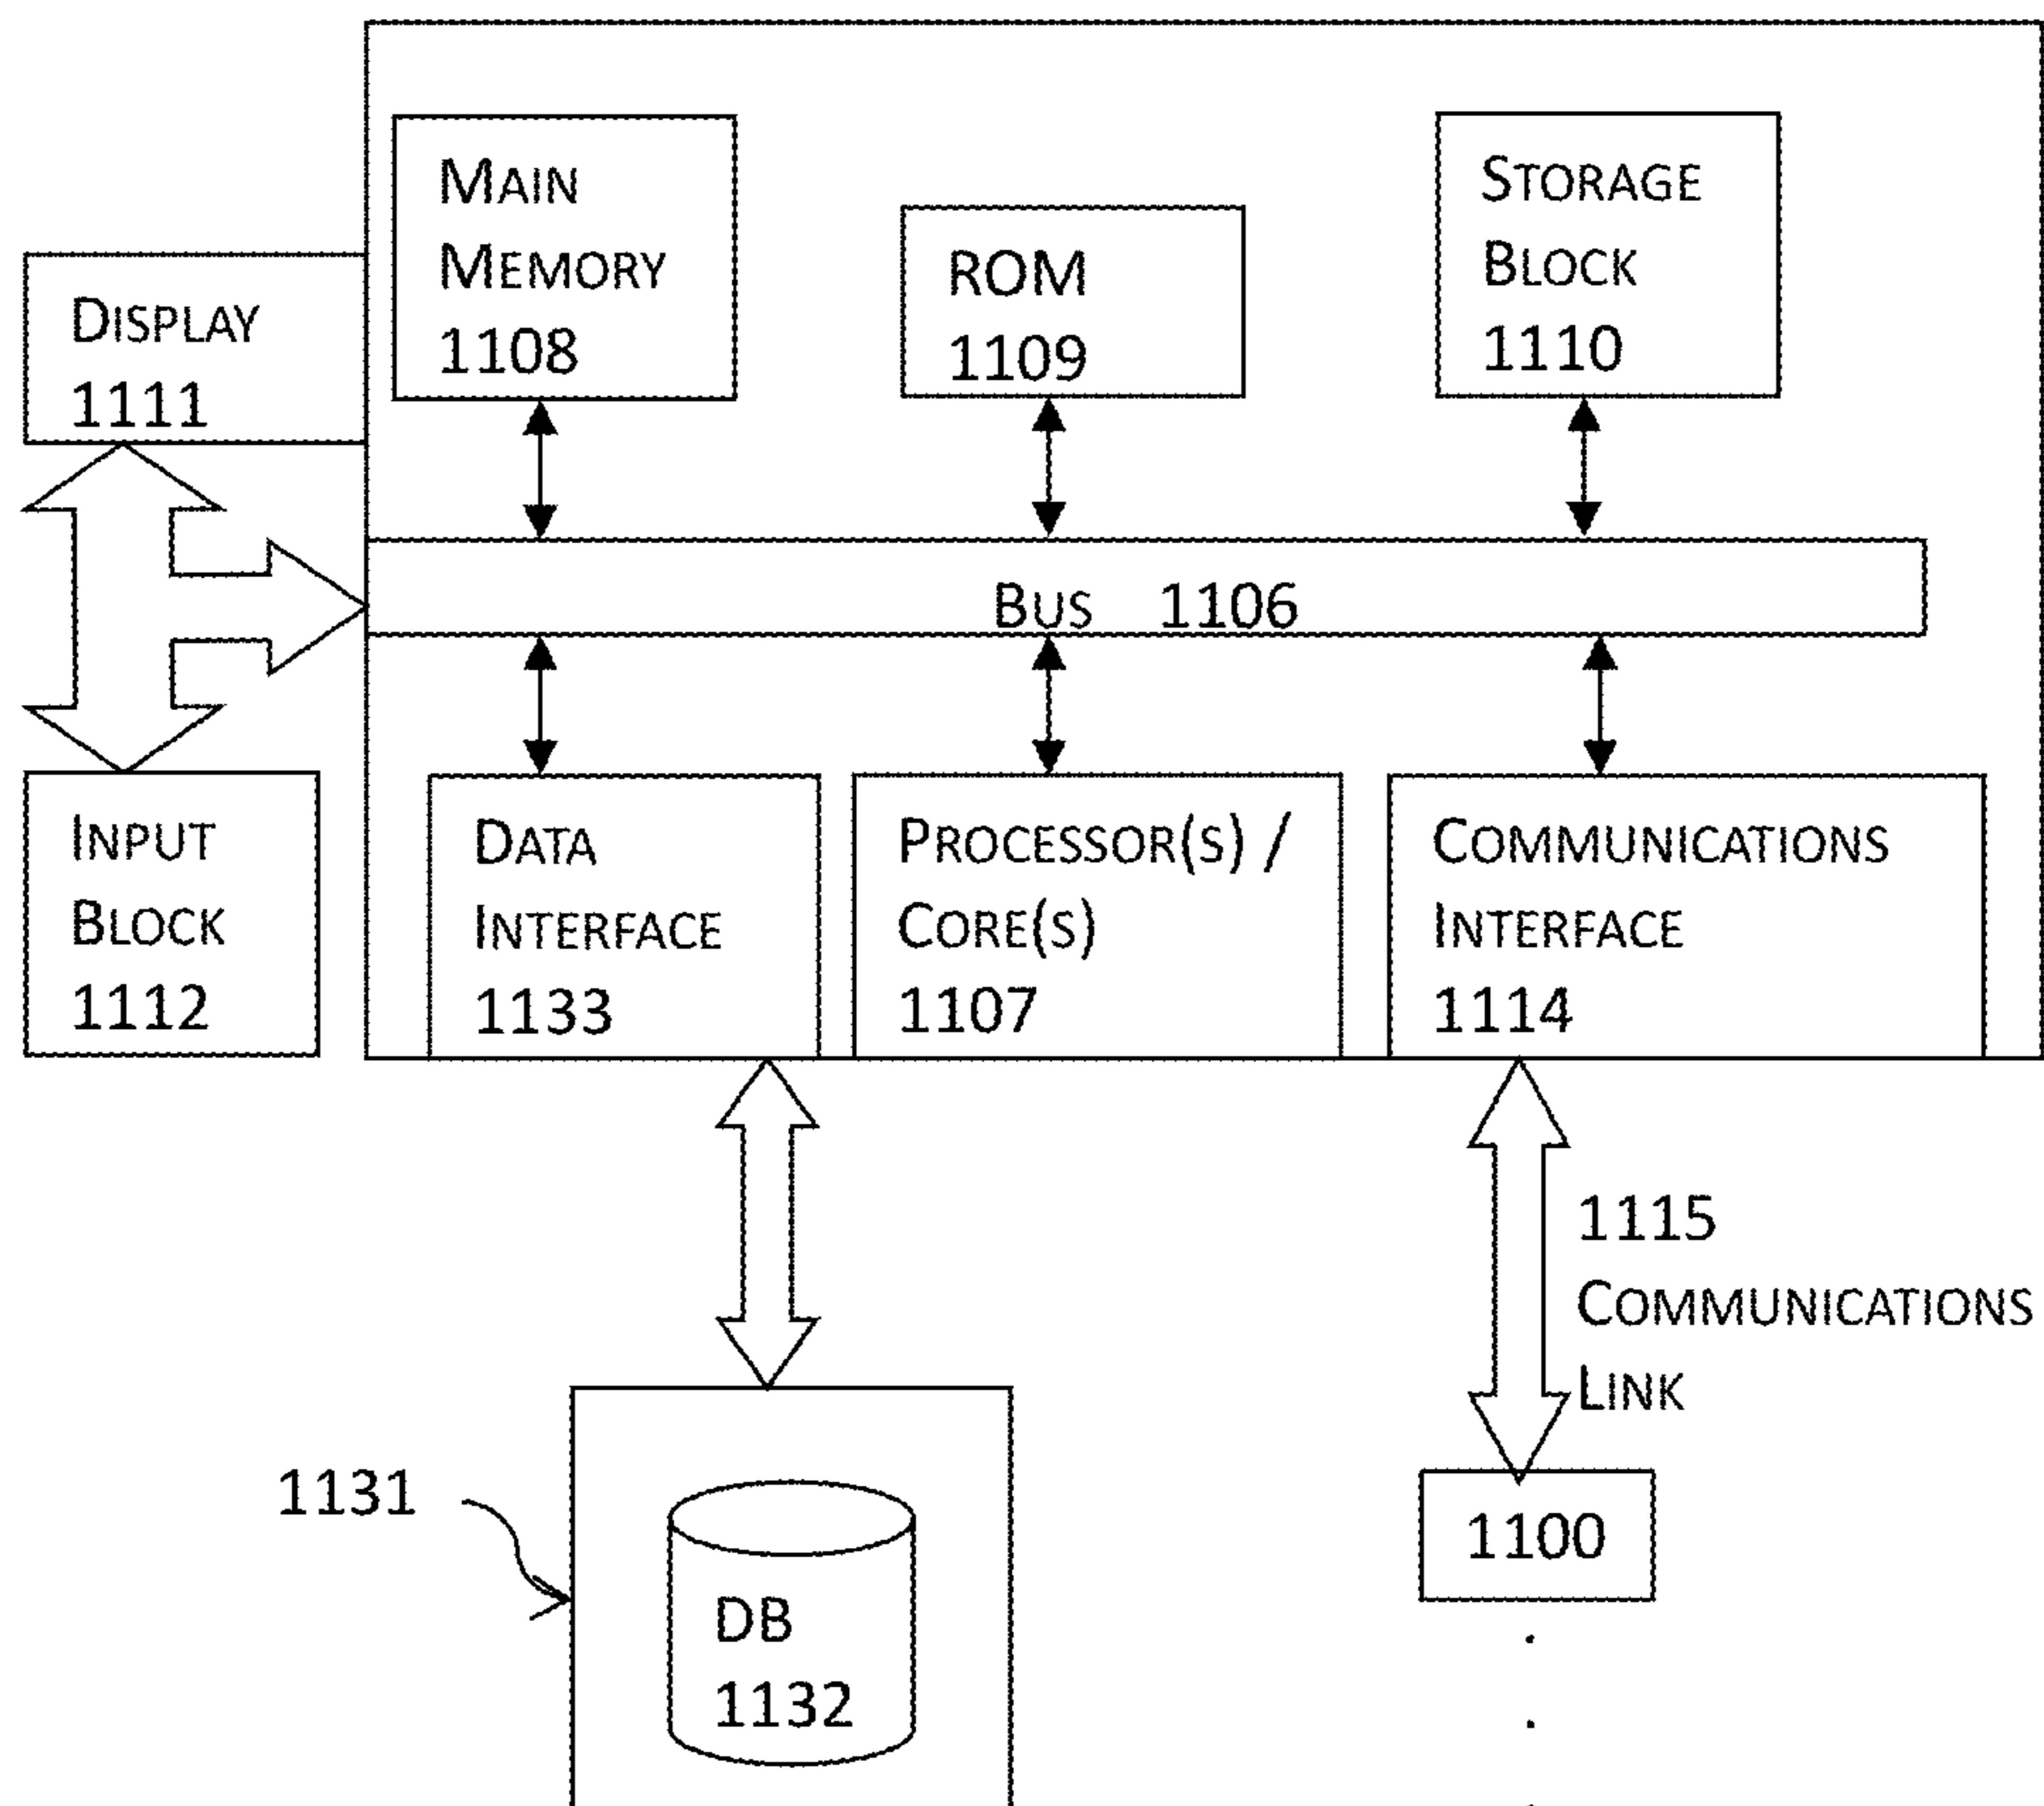 MAIN
MEMORY
1108
ROM
1109
STORAGE
BLOCK
1110
DISPLAY
1111
BUS 1106
INPUT
BLOCK
1112
DATA
INTERFACE
1133
PROCESSOR(S) /
CORE(S)
1107
COMMUNICATIONS
INTERFACE
1114
1115
COMMUNICATIONS
LINK
1131
DB
1132
1100